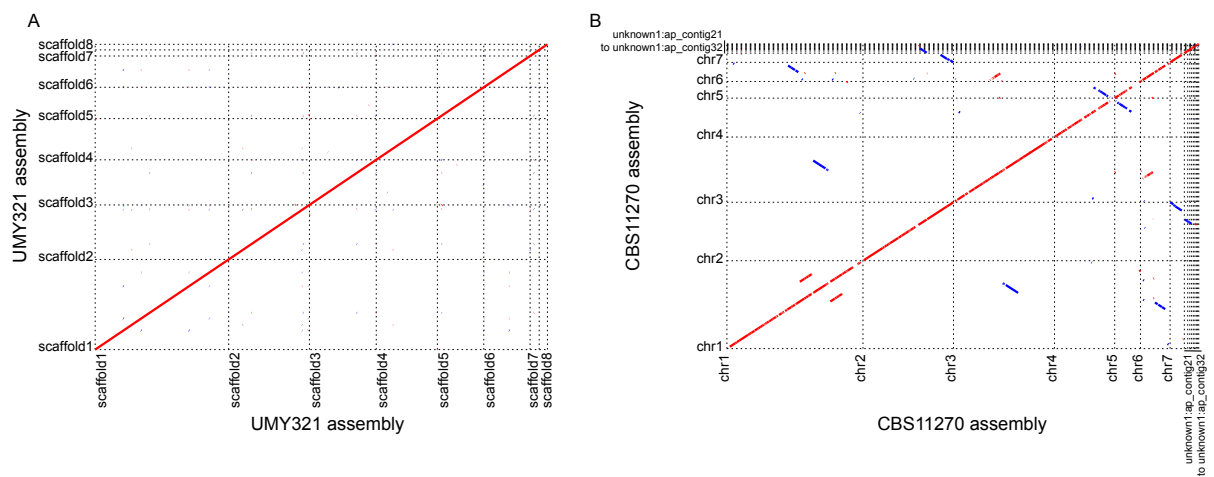 A
scaffold8
scaffold7
scaffold6
scaffold5
scaffold4
scaffold3
scaffold2
scaffold1
UMY321 assembly
scaffold1
scaffold2
scaffold3
scaffold4
scaffold5
scaffold6
scaffold7
scaffold8
UMY321 assembly
B
unknown1:ap_contig21
to unknown1:ap_contig32
chr7
chr6
chr5
chr4
chr3
chr2
chr1
CBS11270 assembly
chr1
chr2
chr3
chr4
chr5
chr6
chr7
unknown1:ap_contig21
to unknown1:ap_contig32
CBS11270 assembly